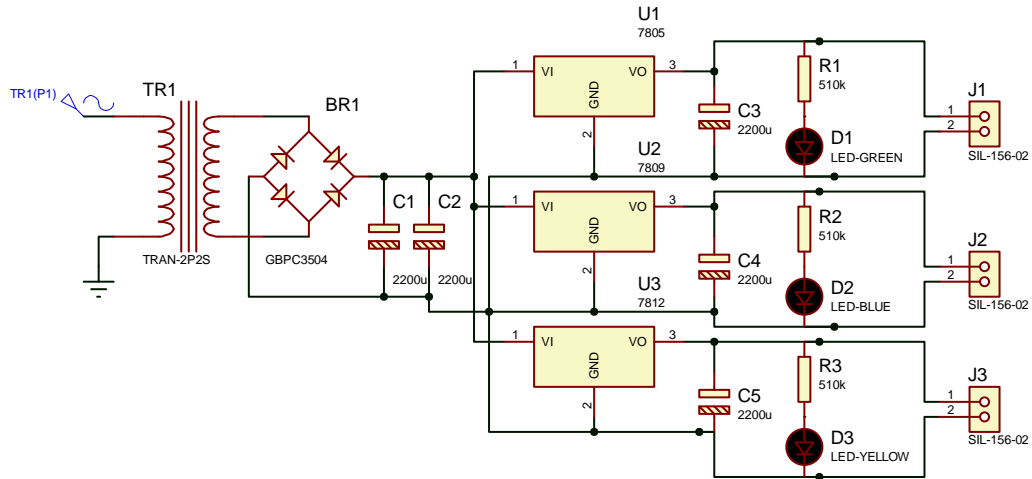 TR1(P1)
TR1
TRAN-2P2S
BR1
GBPC3504
C1
2200u
C2
2200u
U1
7805
1
VI
VO
3
GND
2
C3
2200u
R1
510k
D1
LED-GREEN
J1
1
2
SIL-156-02
U2
7809
1
VI
VO
3
GND
2
C4
2200u
R2
510k
D2
LED-BLUE
J2
1
2
SIL-156-02
U3
7812
1
VI
VO
3
GND
2
C5
2200u
R3
510k
D3
LED-YELLOW
J3
1
2
SIL-156-02